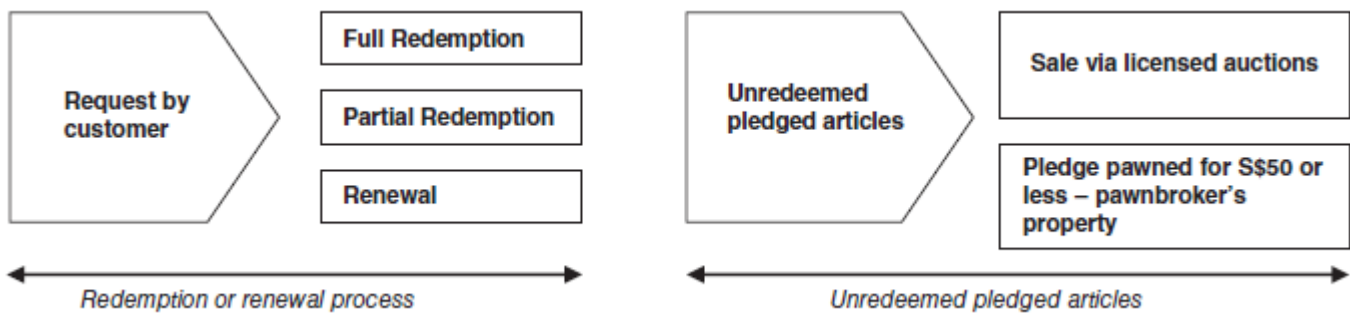 Request by
customer
Full Redemption
Partial Redemption
Renewal
Redemption or renewal process
Unredeemed
pledged articles
Sale via licensed auctions
Pledge pawned for S$50 or
less – pawnbroker's
property
Unredeemed pledged articles